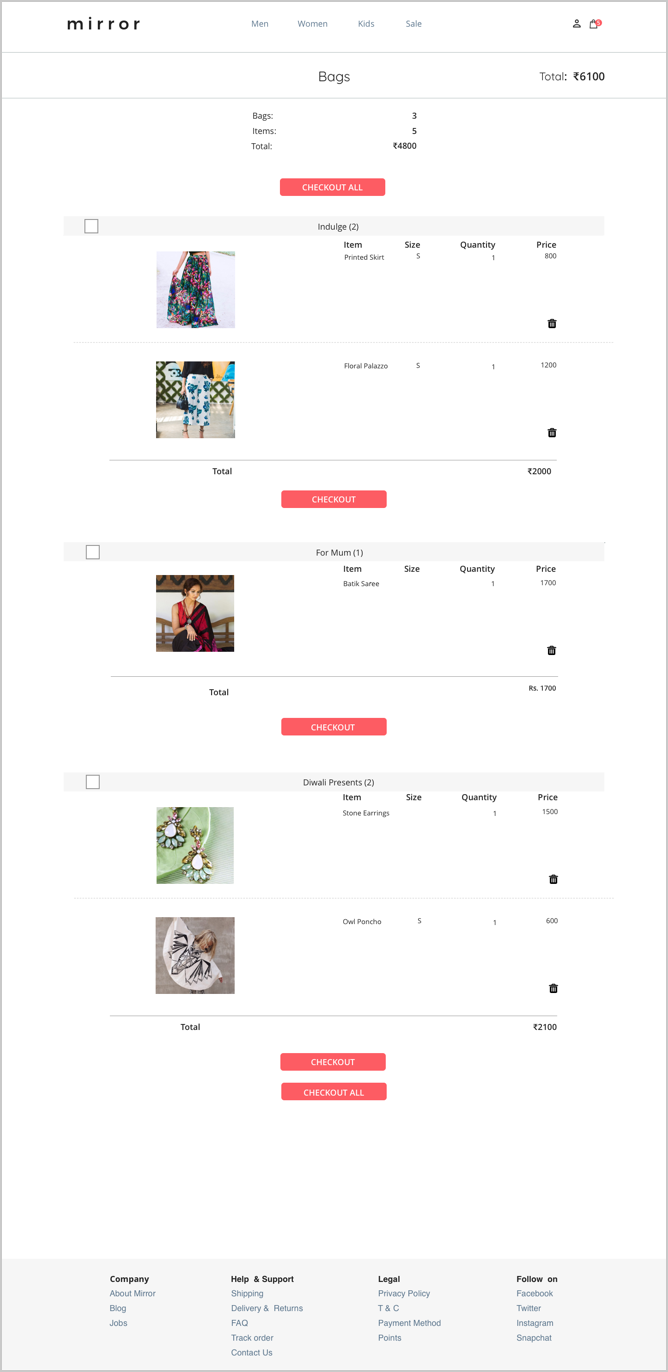 mirror Men Women Kids Sale 5
Bags Total: ₹6100
Bags: 3
Items: 5
Total: ₹4800
CHECKOUT ALL
Indulge (2)
Item Size Quantity Price
Printed Skirt S 1 800
Floral Palazzo S 1 1200
Total ₹2000
CHECKOUT
For Mum (1)
Item Size Quantity Price
Batik Saree 1 1700
Total Rs. 1700
CHECKOUT
Diwali Presents (2)
Item Size Quantity Price
Stone Earrings 1 1500
Owl Poncho S 1 600
Total ₹2100
CHECKOUT
CHECKOUT ALL
Company Help & Support Legal Follow on
About Mirror Shipping Privacy Policy Facebook
Blog Delivery & Returns T & C Twitter
Jobs FAQ Payment Method Instagram
Track order Points Snapchat
Contact Us